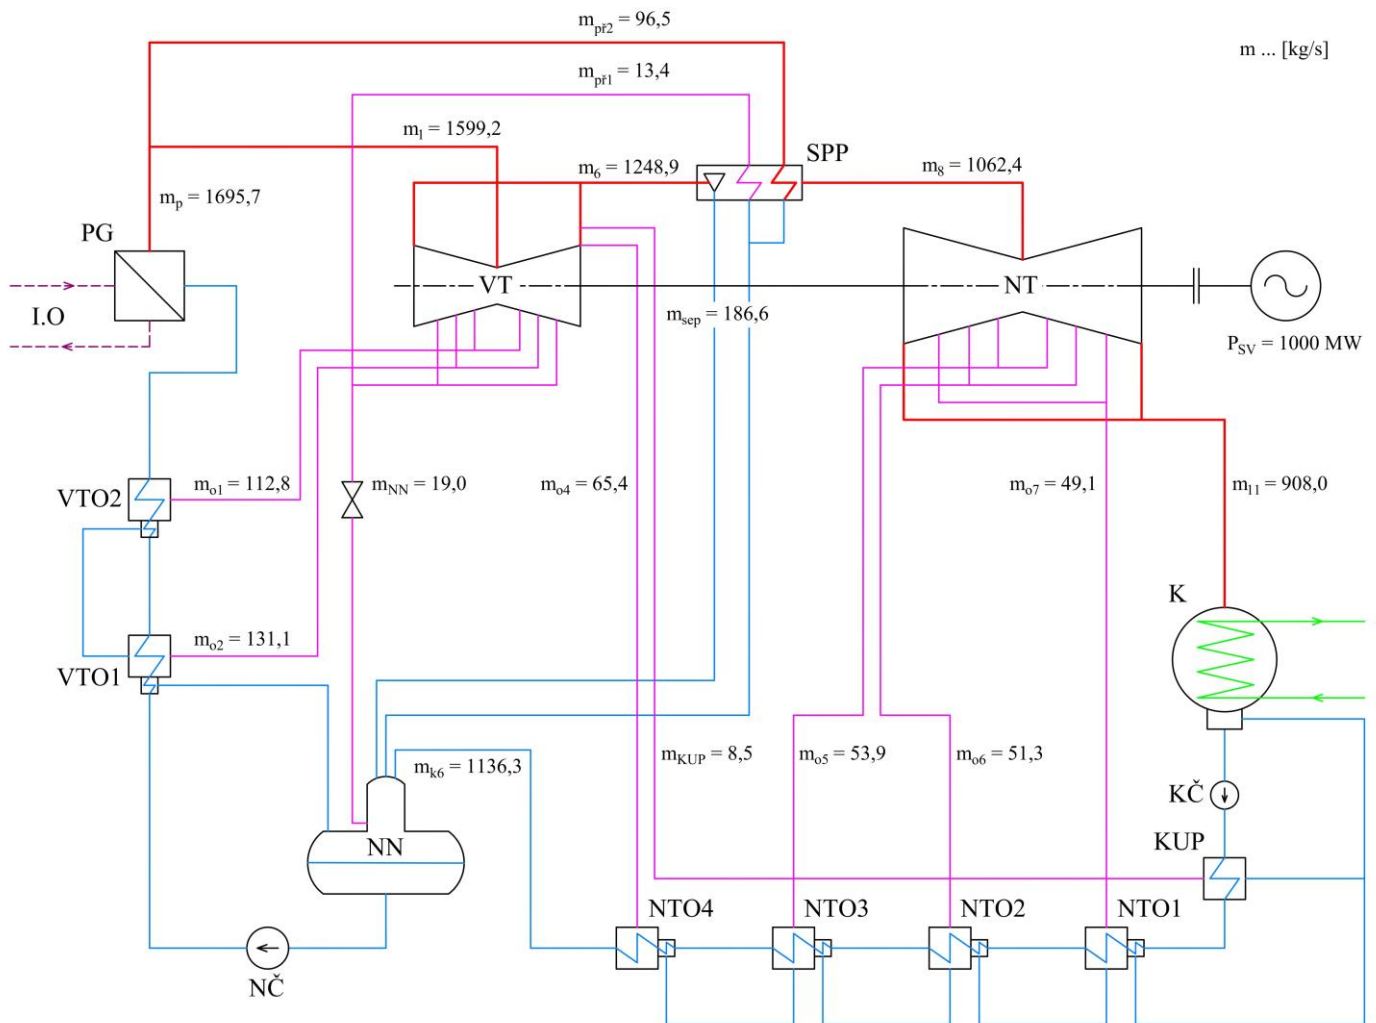 m_př2 = 96,5
m ... [kg/s]
m_př1 = 13,4
m_1 = 1599,2
SPP
m_6 = 1248,9
m_8 = 1062,4
m_p = 1695,7
PG
VT
NT
I.O
m_sep = 186,6
P_SV = 1000 MW
VTO2
m_o1 = 112,8
m_NN = 19,0
m_o4 = 65,4
m_o7 = 49,1
m_11 = 908,0
K
m_o2 = 131,1
VTO1
m_k6 = 1136,3
m_KUP = 8,5
m_o5 = 53,9
m_o6 = 51,3
KČ
KUP
NN
NTO4
NTO3
NTO2
NTO1
NČ